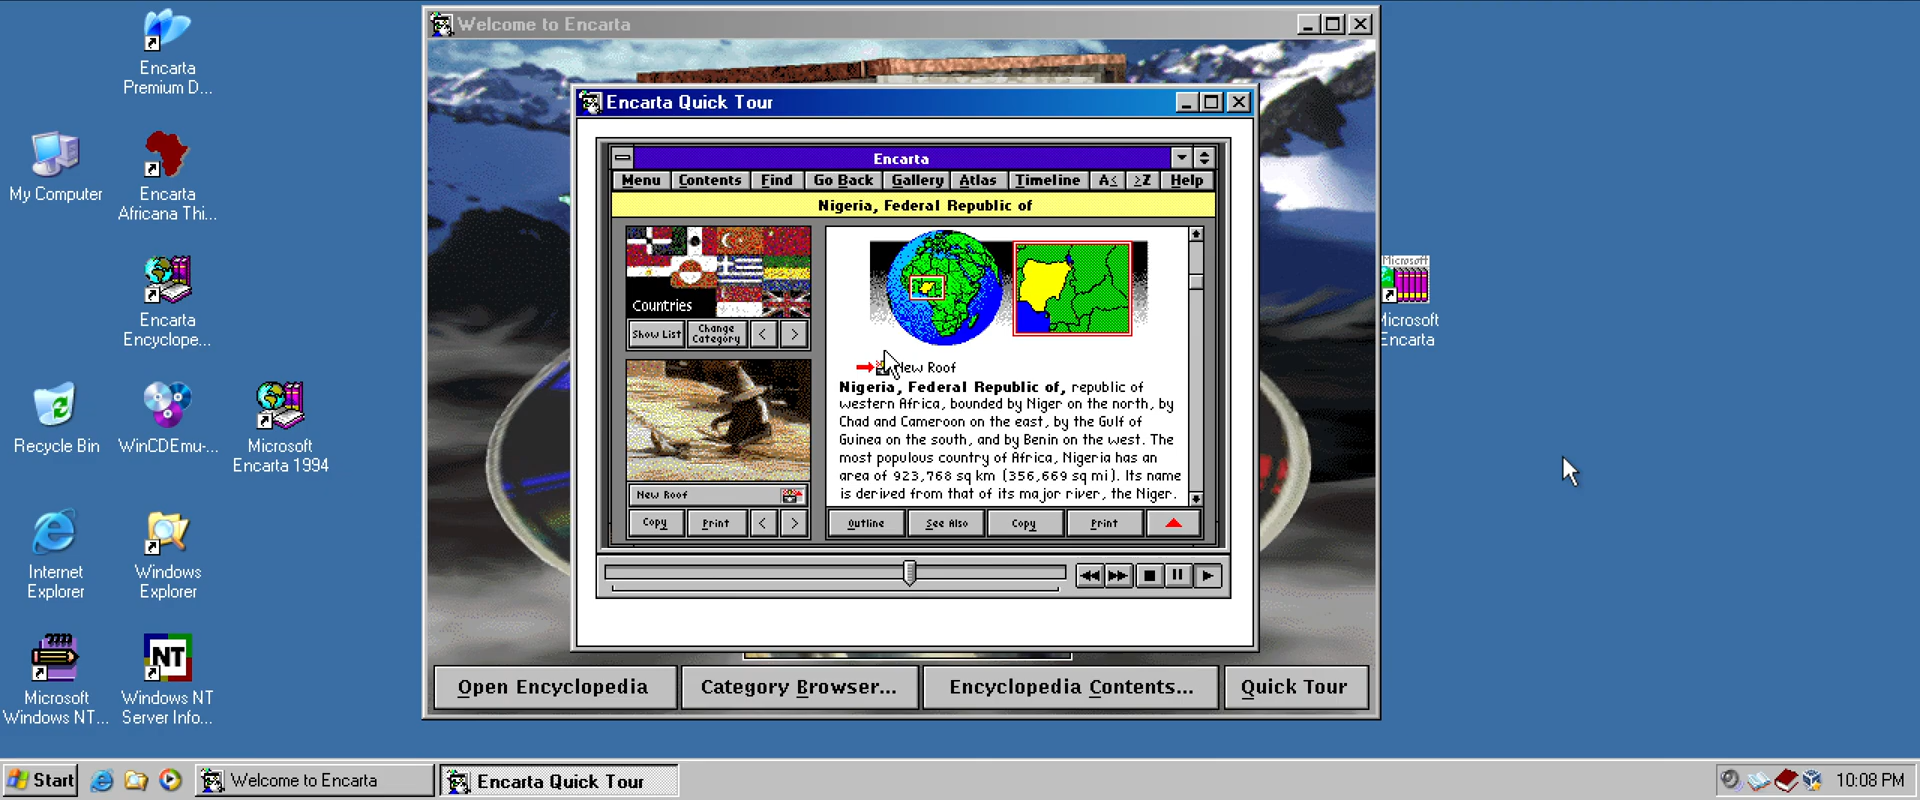 Encarta
Premium D...
My Computer
Encarta
Africana Thi...
Encarta
Encyclope...
Recycle Bin
WinCDEmu-...
Microsoft
Encarta 1994
Internet
Explorer
Windows
Explorer
Microsoft
Windows NT...
NT
Windows NT
Server Info...
Welcome to Encarta
Encarta Quick Tour
Encarta
Menu
Contents
Find
Go Back
Gallery
Atlas
Timeline
A<
>Z
Help
Nigeria, Federal Republic of
Countries
Show List
Change
Category
<
>
New Roof
Copy
Print
<
>
New Roof
Nigeria, Federal Republic of, republic of
western Africa, bounded by Niger on the north, by
Chad and Cameroon on the east, by the Gulf of
Guinea on the south, and by Benin on the west. The
most populous country of Africa, Nigeria has an
area of 923,768 sq km (356,669 sq mi). Its name
is derived from that of its major river, the Niger.
Outline
See Also
Copy
Print
Open Encyclopedia
Category Browser...
Encyclopedia Contents...
Quick Tour
Microsoft
Microsoft
Encarta
Start
Welcome to Encarta
Encarta Quick Tour
10:08 PM